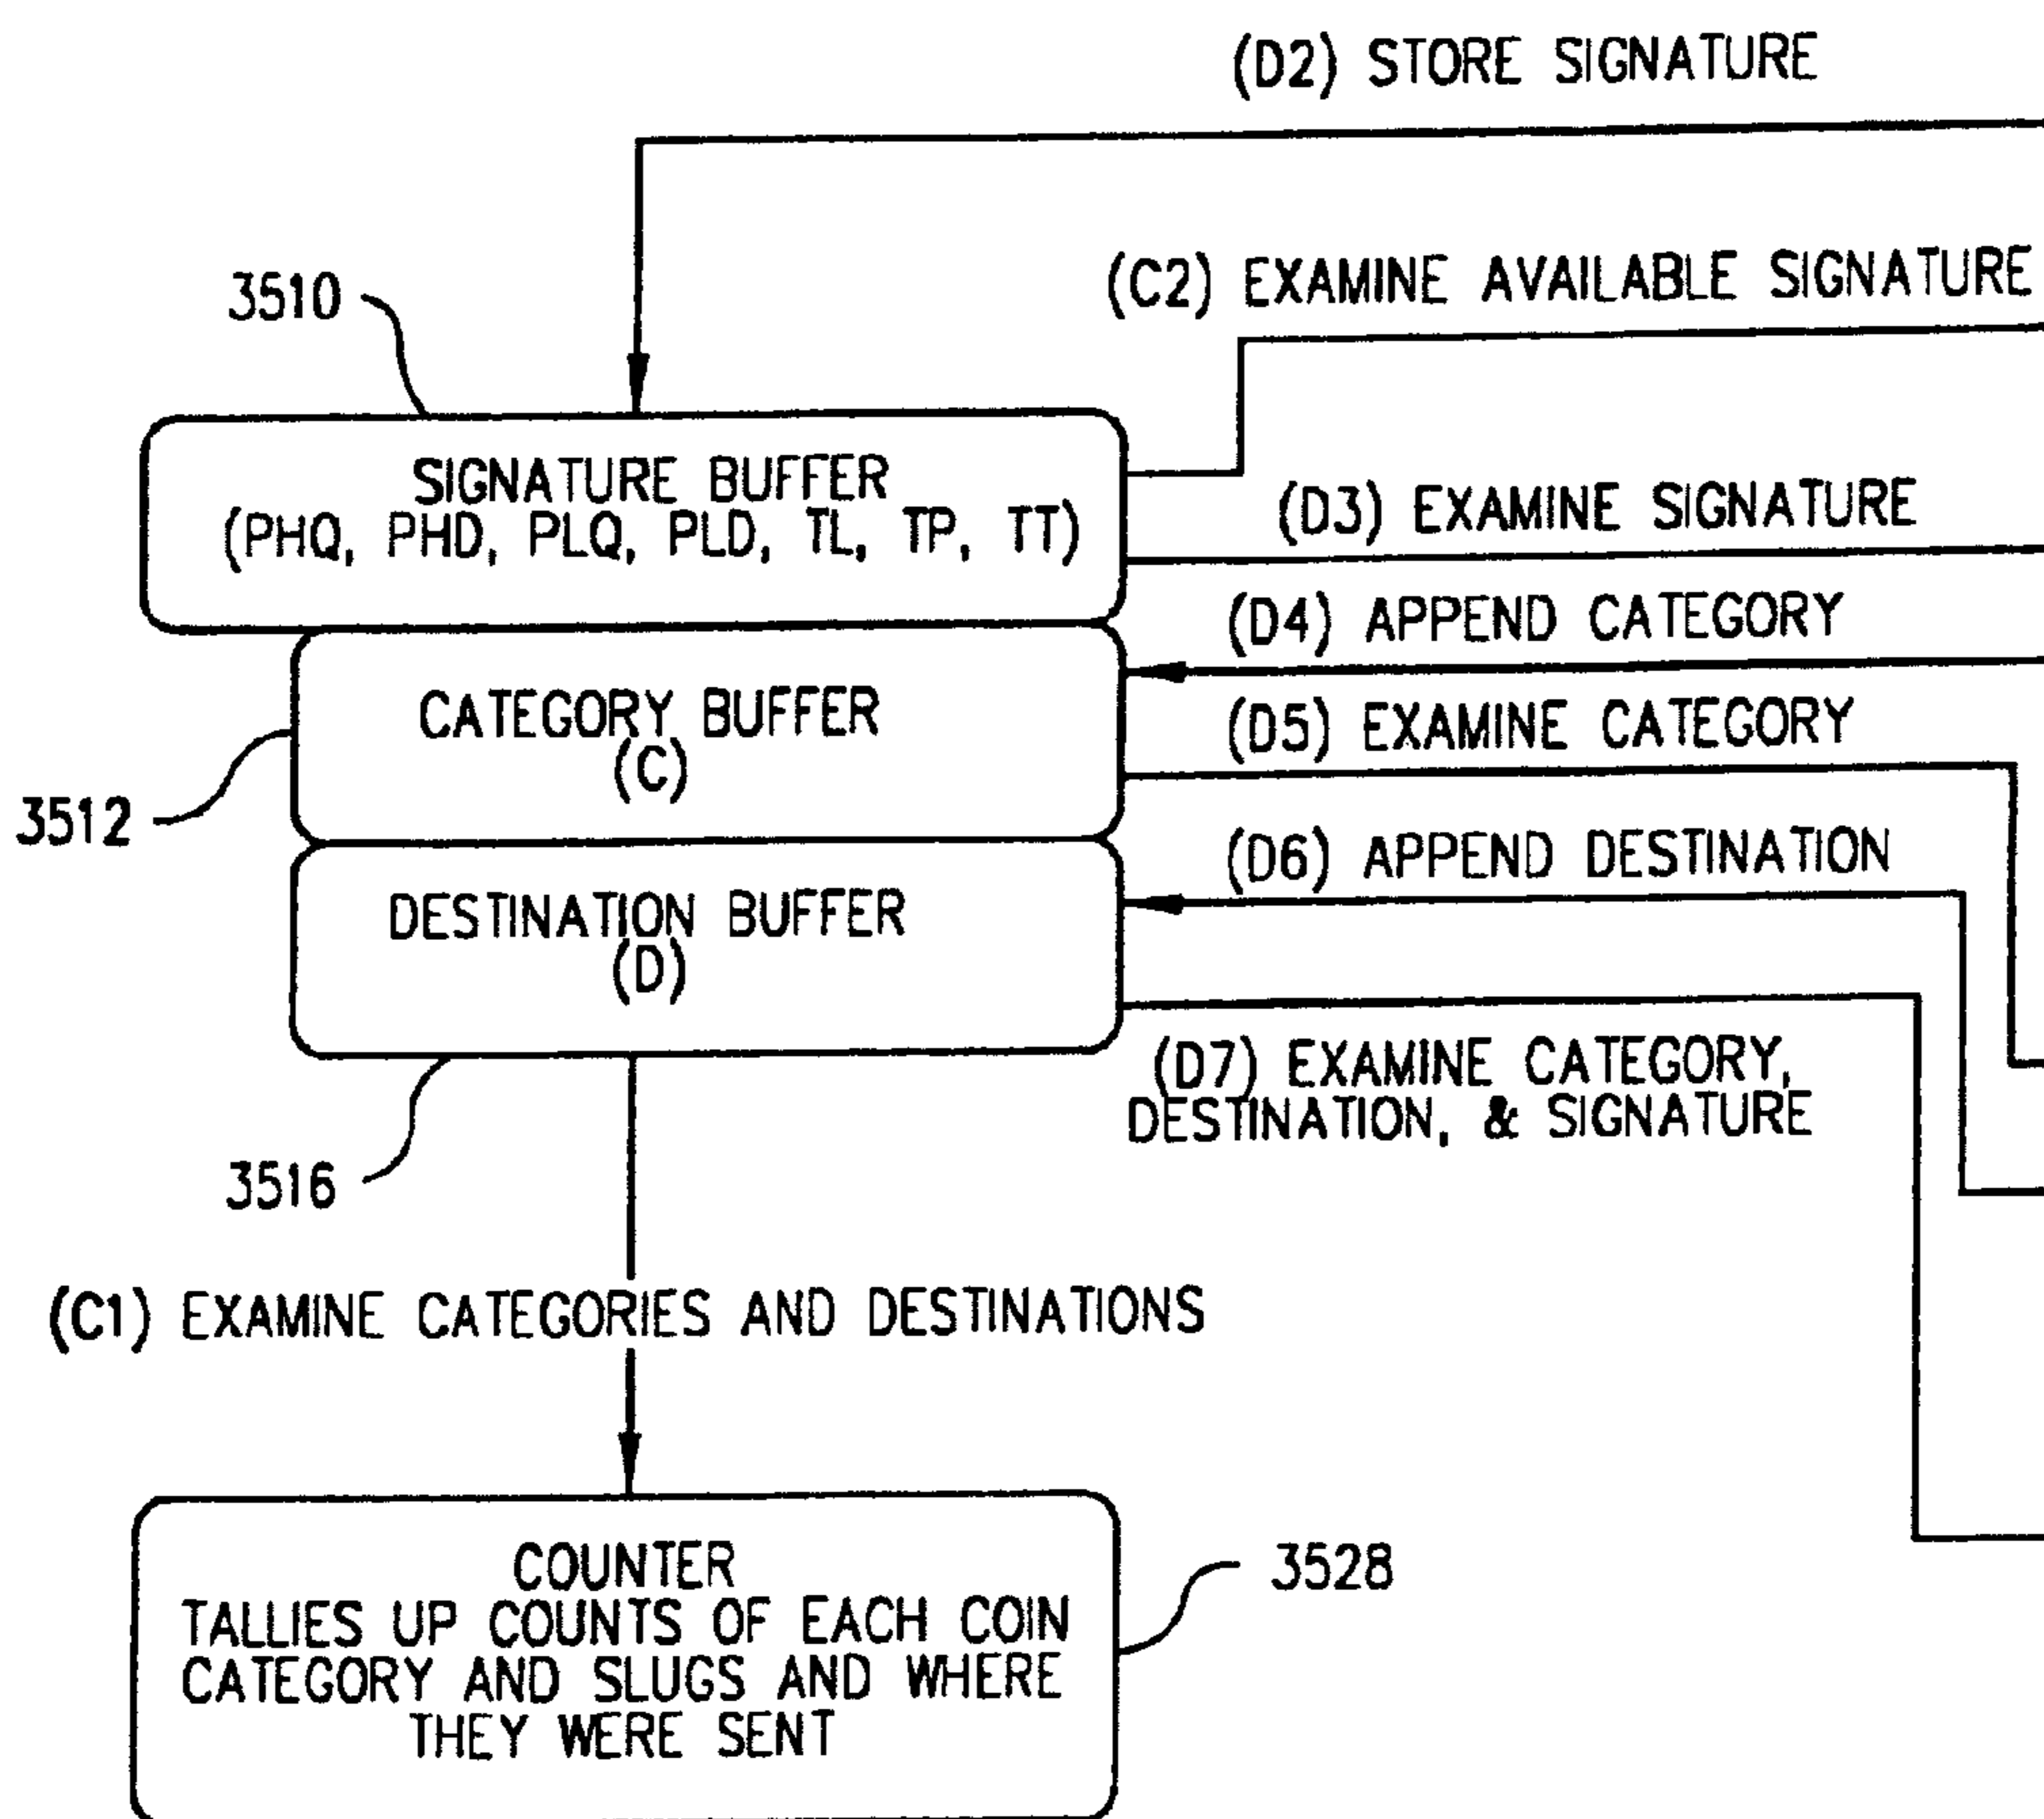 (D2) STORE SIGNATURE
(C2) EXAMINE AVAILABLE SIGNATURE
3510
SIGNATURE BUFFER
(PHQ, PHD, PLQ, PLD, TL, TP, TT)
(D3) EXAMINE SIGNATURE
(D4) APPEND CATEGORY
CATEGORY BUFFER
(C)
(D5) EXAMINE CATEGORY
3512
(D6) APPEND DESTINATION
DESTINATION BUFFER
(D)
(D7) EXAMINE CATEGORY,
DESTINATION, & SIGNATURE
3516
(C1) EXAMINE CATEGORIES AND DESTINATIONS
COUNTER
TALLIES UP COUNTS OF EACH COIN
CATEGORY AND SLUGS AND WHERE
THEY WERE SENT
3528